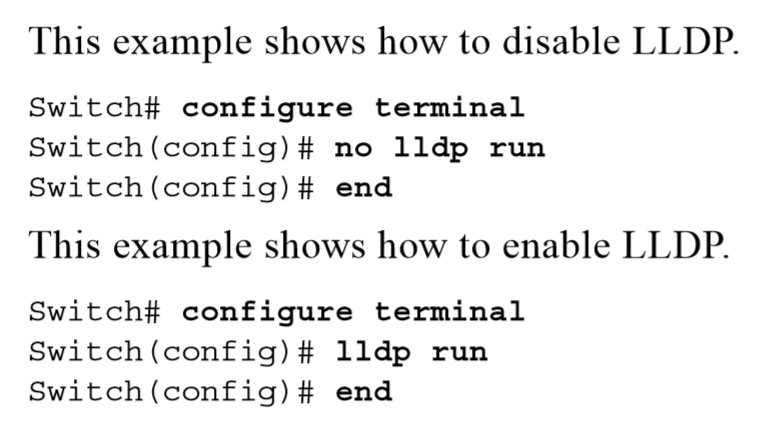 This example shows how to disable LLDP.
Switch# configure terminal
Switch(config)# no lldp run
Switch(config)# end
This example shows how to enable LLDP.
Switch# configure terminal
Switch(config)# lldp run
Switch(config)# end